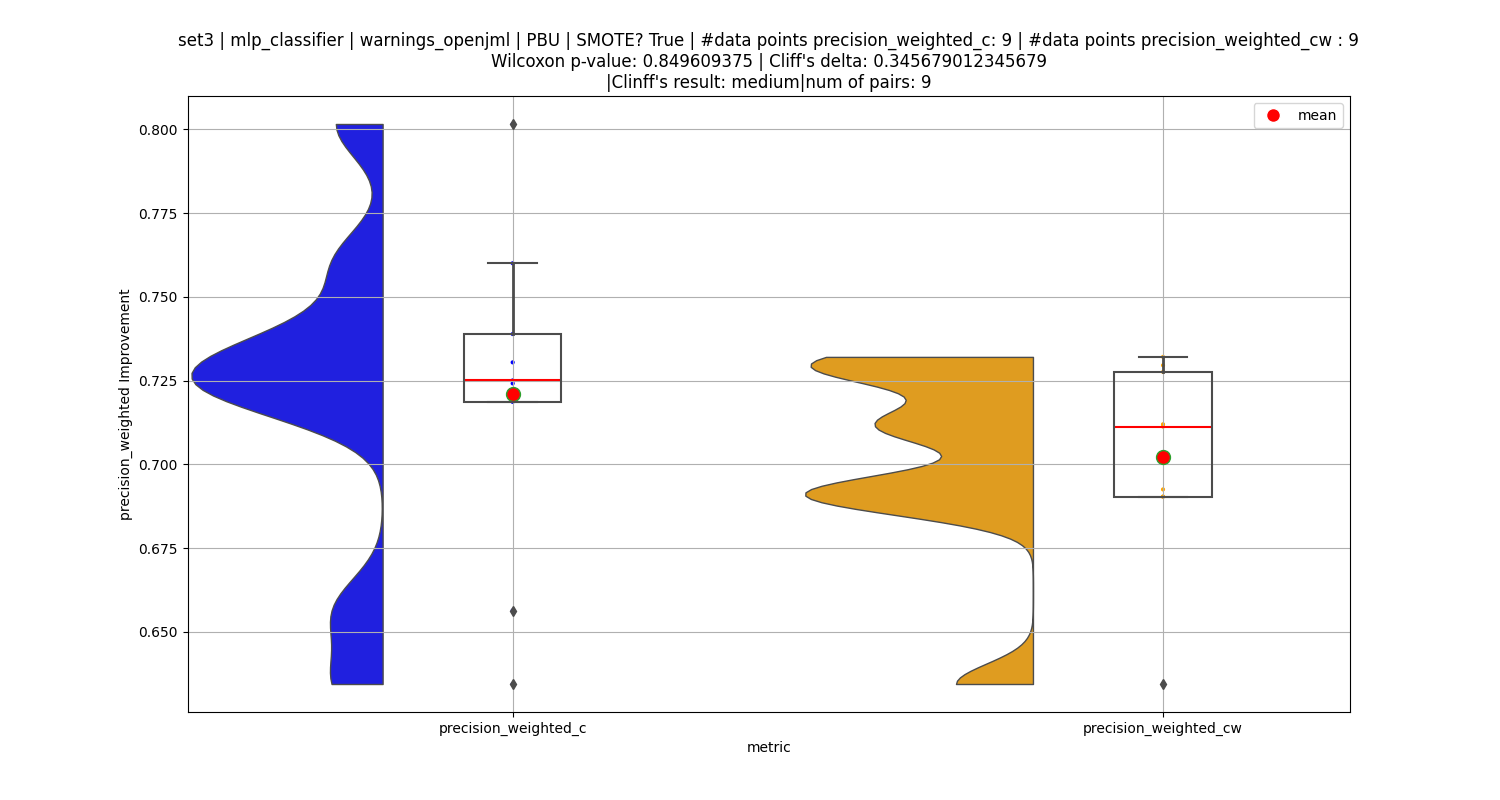 set3 | mlp_classifier | warnings_openjml | PBU | SMOTE? True | #data points precision_weighted_c: 9 | #data points precision_weighted_cw : 9
Wilcoxon p-value: 0.849609375 | Cliff's delta: 0.345679012345679
|Clinff's result: medium|num of pairs: 9
mean
0.800
0.775
0.750
0.725
0.700
0.675
0.650
precision_weighted Improvement
precision_weighted_c
precision_weighted_cw
metric